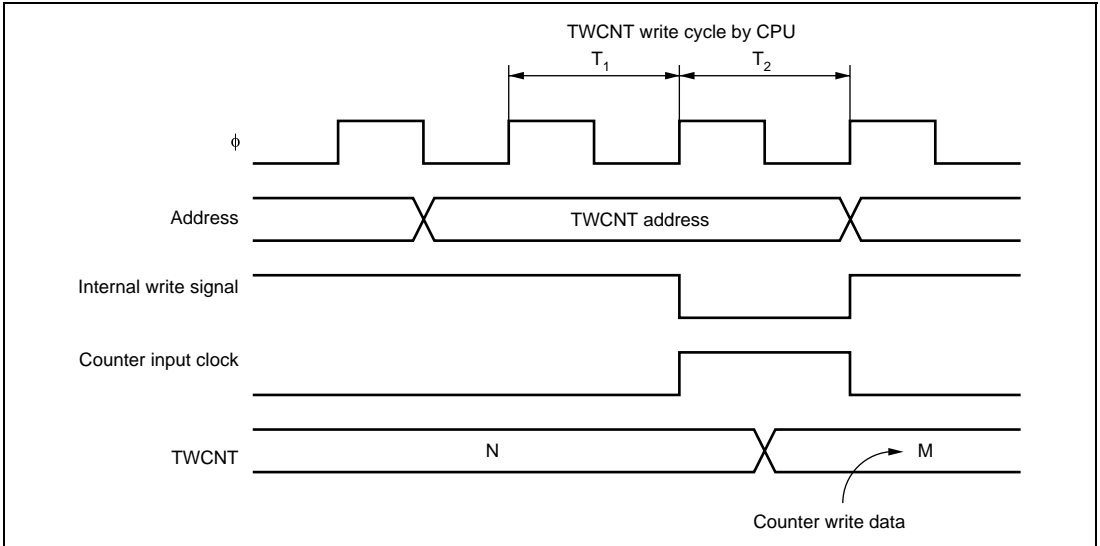 TWCNT write cycle by CPU
T1 T2
ϕ
Address TWCNT address
Internal write signal
Counter input clock
TWCNT N M
Counter write data